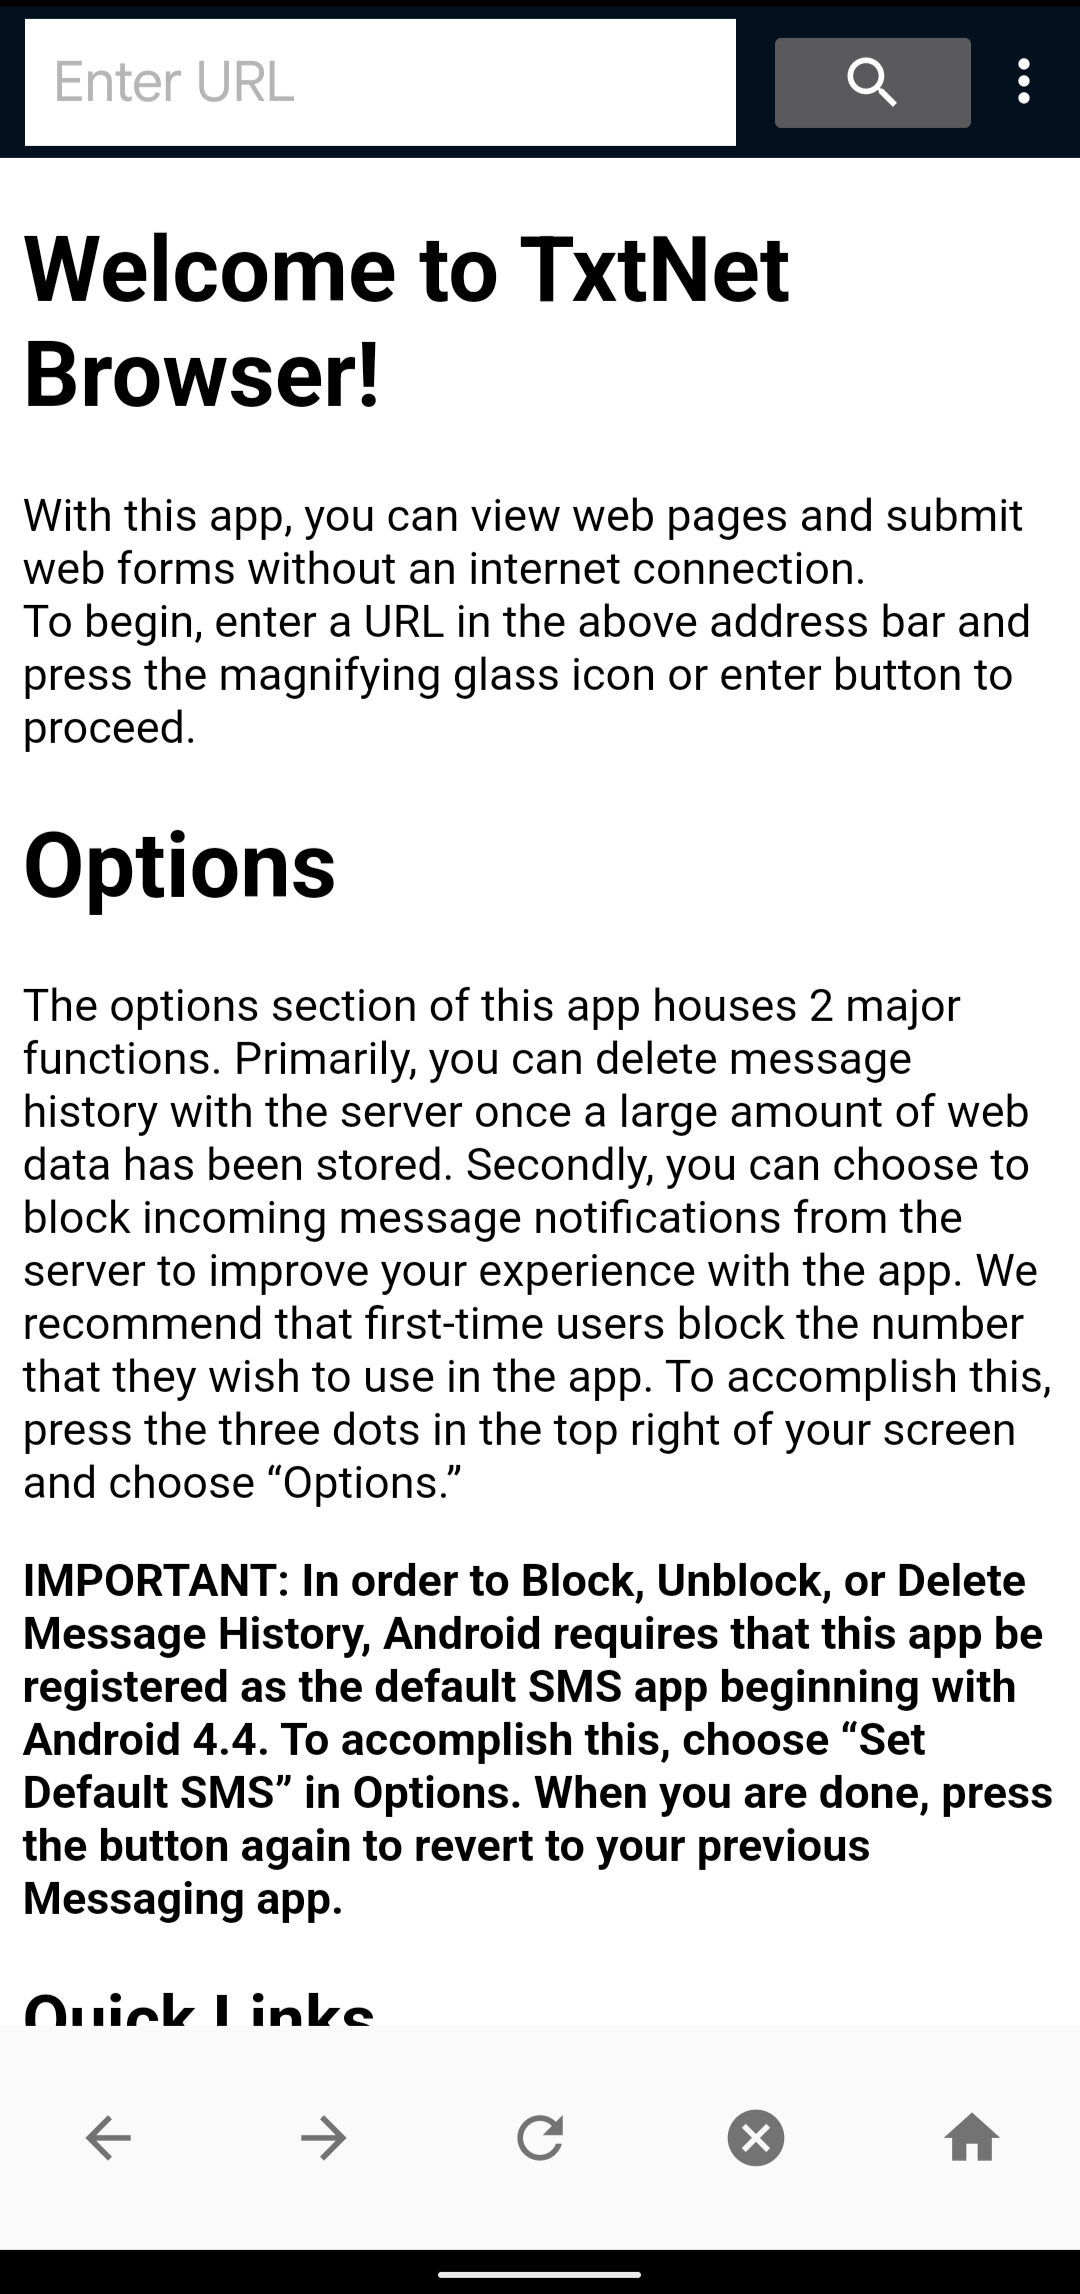 Enter URL
Welcome to TxtNet
Browser!
With this app, you can view web pages and submit
web forms without an internet connection.
To begin, enter a URL in the above address bar and
press the magnifying glass icon or enter button to
proceed.
Options
The options section of this app houses 2 major
functions. Primarily, you can delete message
history with the server once a large amount of web
data has been stored. Secondly, you can choose to
block incoming message notifications from the
server to improve your experience with the app. We
recommend that first-time users block the number
that they wish to use in the app. To accomplish this,
press the three dots in the top right of your screen
and choose “Options.”
IMPORTANT: In order to Block, Unblock, or Delete
Message History, Android requires that this app be
registered as the default SMS app beginning with
Android 4.4. To accomplish this, choose “Set
Default SMS” in Options. When you are done, press
the button again to revert to your previous
Messaging app.
Quick Links